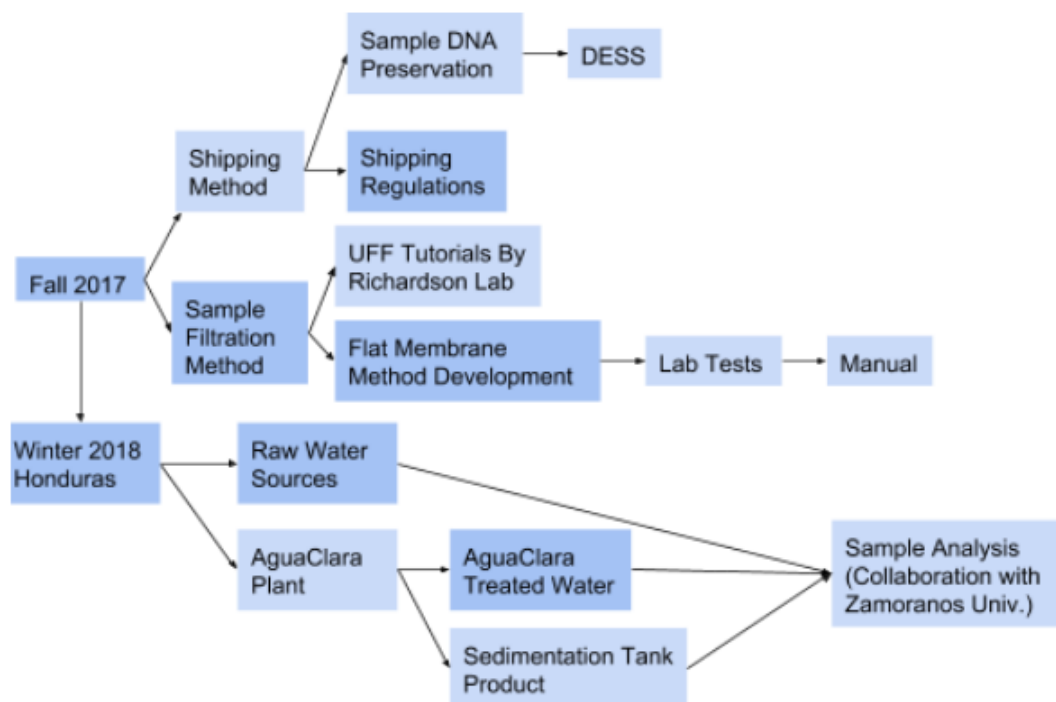 Sample DNA
Preservation
DESS
Shipping
Method
Shipping
Regulations
UFF Tutorials By
Richardson Lab
Fall 2017
Sample
Filtration
Method
Flat Membrane
Method Development
Lab Tests
Manual
Winter 2018
Honduras
Raw Water
Sources
AguaClara
Plant
AguaClara
Treated Water
Sedimentation Tank
Product
Sample Analysis
(Collaboration with
Zamoranos Univ.)